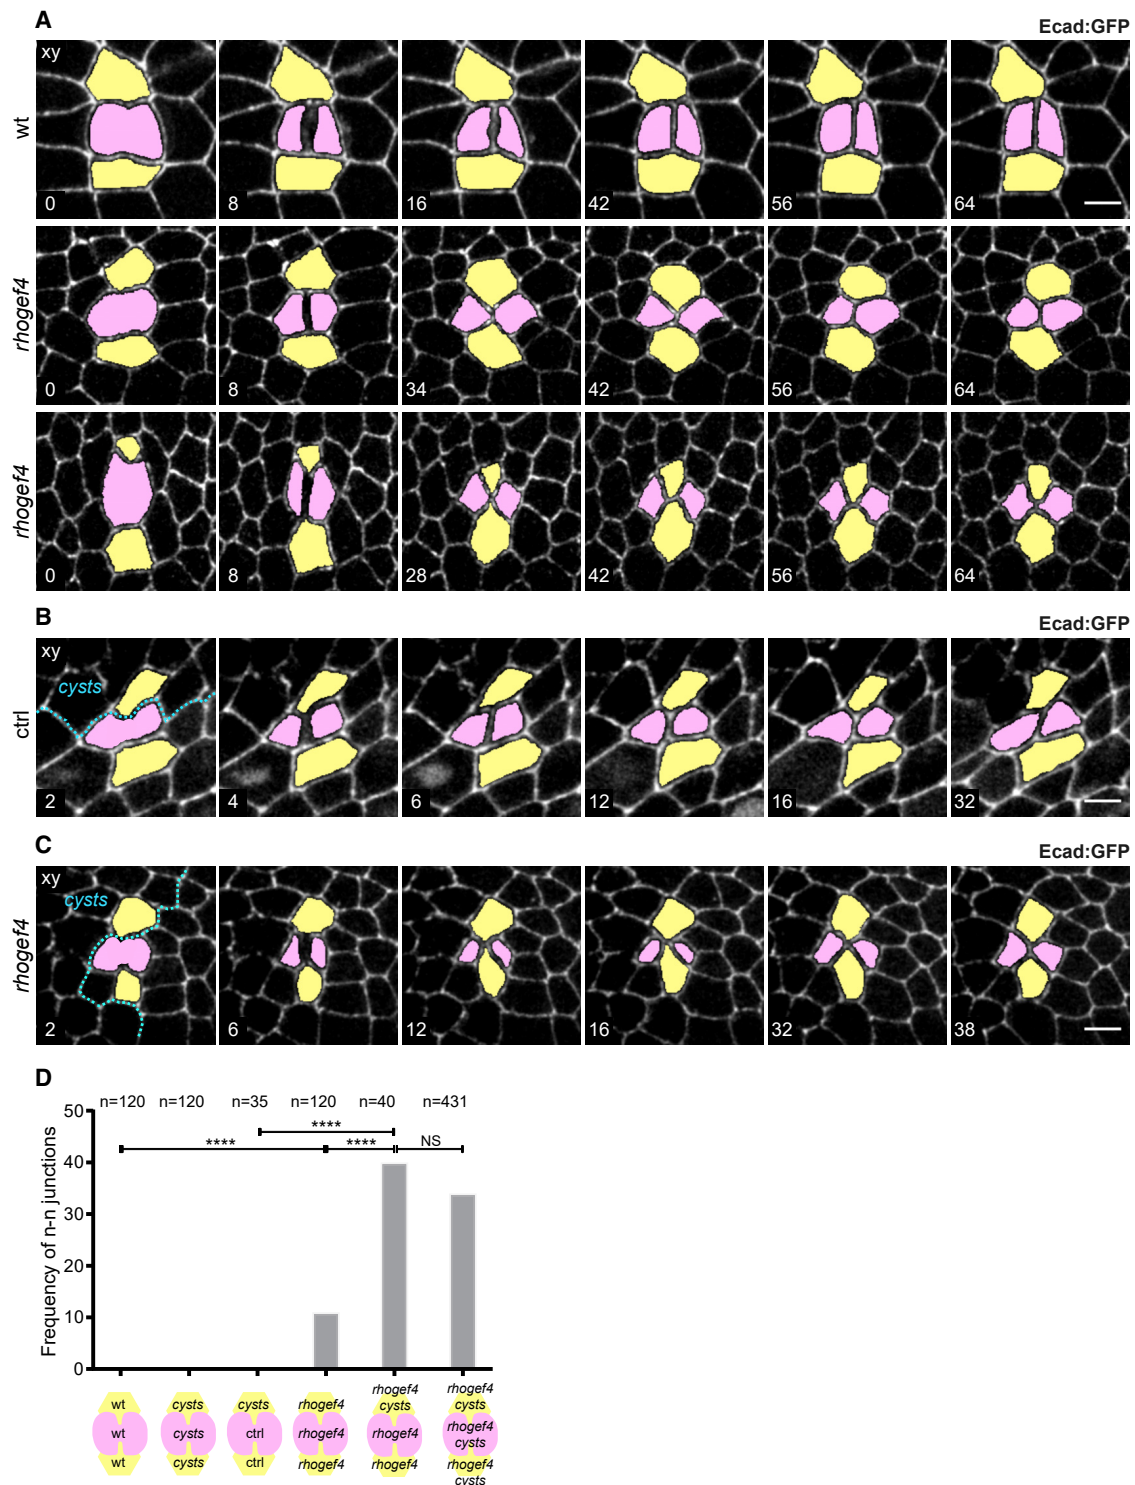 A
Ecad:GFP
xy
wt
0
8
16
42
56
64
rhogef4
0
8
34
42
56
64
rhogef4
0
8
28
42
56
64
B
Ecad:GFP
xy
cysts
ctrl
2
4
6
12
16
32
C
Ecad:GFP
xy
cysts
rhogef4
2
6
12
16
32
38
D
n=120 n=120 n=35 n=120 n=40 n=431
****
**** **** NS
Frequency of n-n junctions
50
40
30
20
10
0
wt
wt
wt
cysts
cysts
cysts
cysts
ctrl
ctrl
rhogef4
rhogef4
rhogef4
rhogef4
cysts
rhogef4
rhogef4
rhogef4
cysts
rhogef4
cysts
rhogef4
cysts